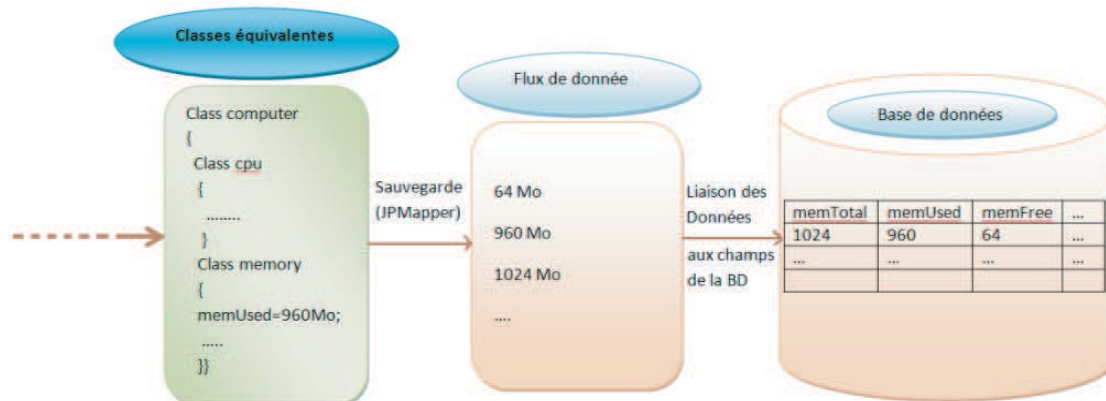 Classes équivalentes
Class computer
{
Class cpu
{
........
}
Class memory
{
memUsed=960Mo;
.....
}}
Sauvegarde
(JPMapper)
Flux de donnée
64 Mo
960 Mo
1024 Mo
....
Liaison des
Données
aux champs
de la BD
Base de données
memTotal memUsed memFree ...
1024 960 64 ...
... ... ... ...